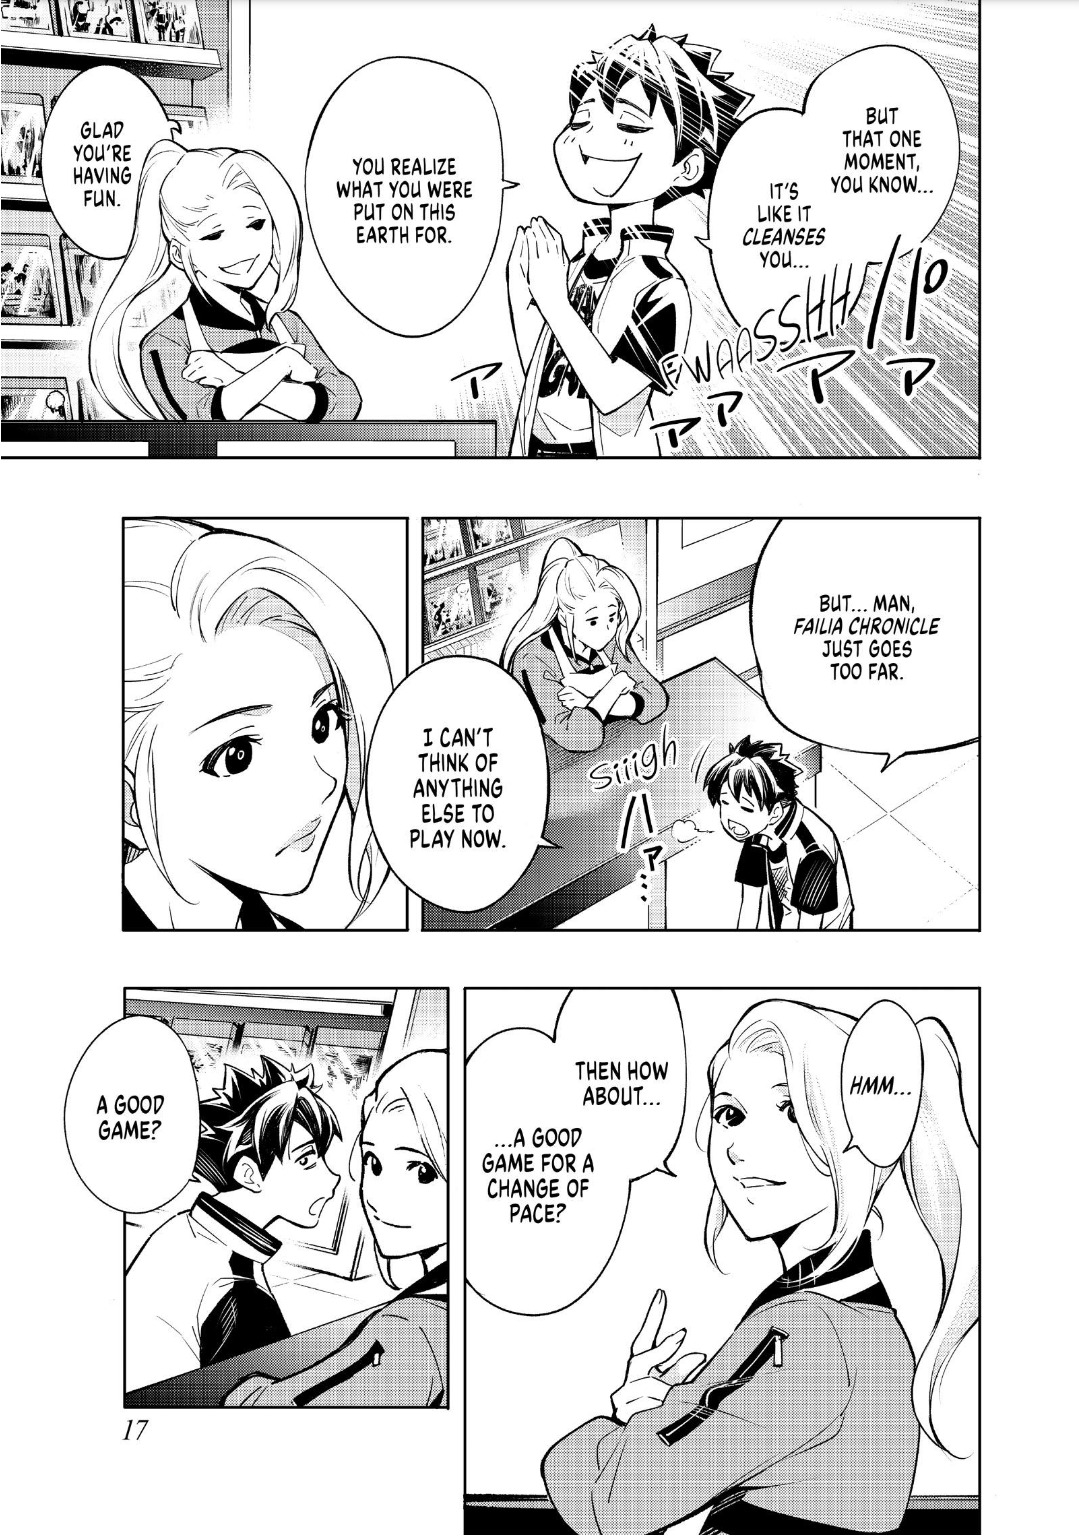 BUT
THAT ONE
MOMENT,
YOU KNOW...
IT'S
LIKE IT
CLEANSES
YOU...
FWAASSHH
パアアアアア
YOU REALIZE
WHAT YOU WERE
PUT ON THIS
EARTH FOR.
GLAD
YOU'RE
HAVING
FUN.
BUT... MAN,
FAILIA CHRONICLE
JUST GOES
TOO FAR.
Siiigh
ハァ…
I CAN'T
THINK OF
ANYTHING
ELSE TO
PLAY NOW.
HMM...
THEN HOW
ABOUT...
...A GOOD
GAME FOR A
CHANGE OF
PACE?
A GOOD
GAME?
17